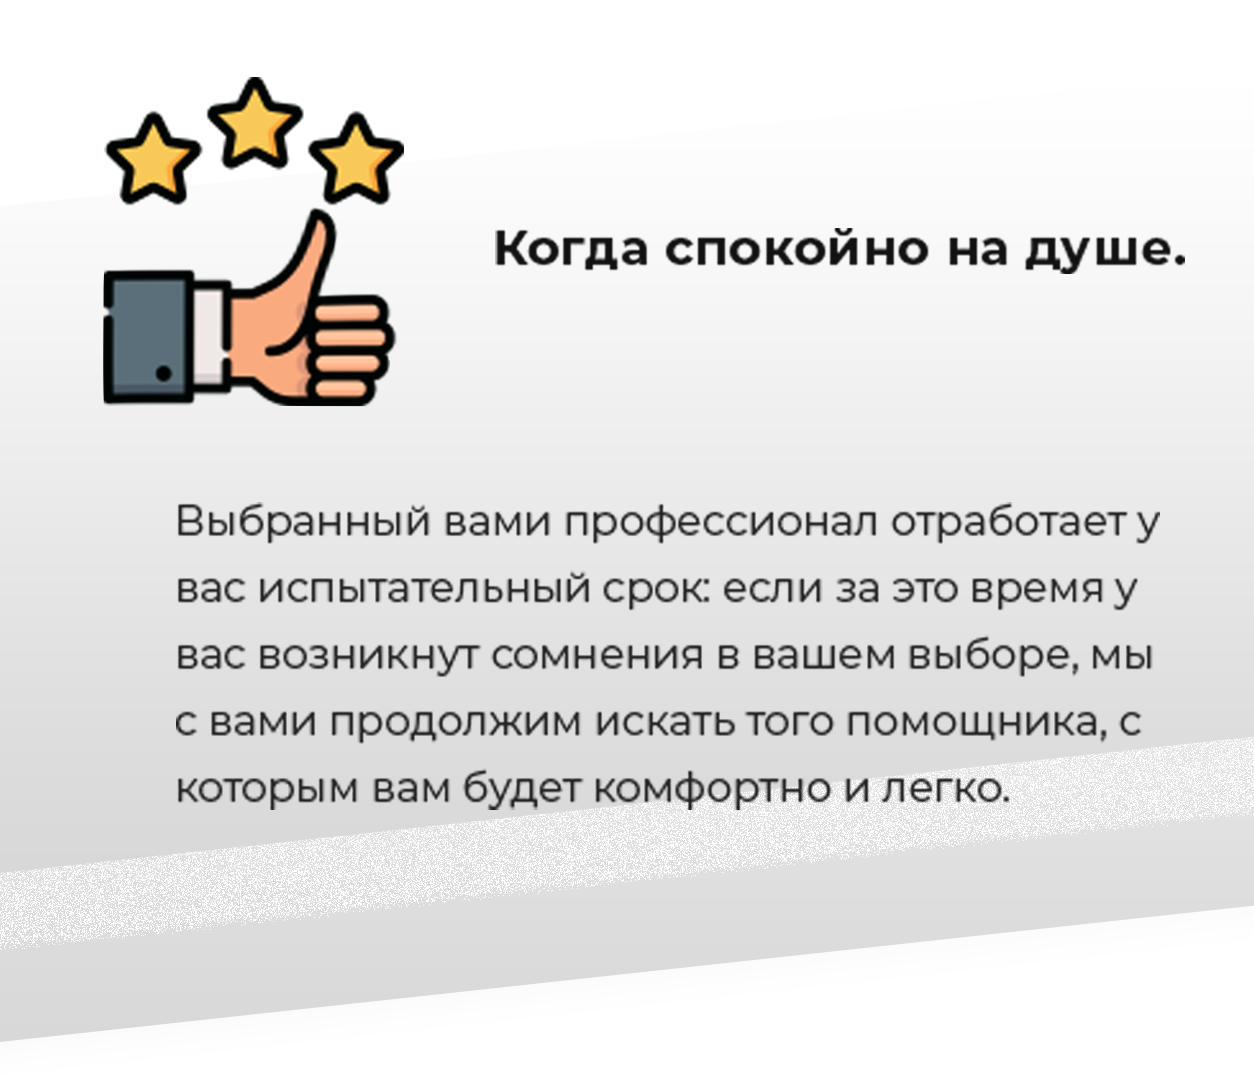 Когда спокойно на душе.
Выбранный вами профессионал отработает у
вас испытательный срок: если за это время у
вас возникнут сомнения в вашем выборе, мы
с вами продолжим искать того помощника, с
которым вам будет комфортно и легко.